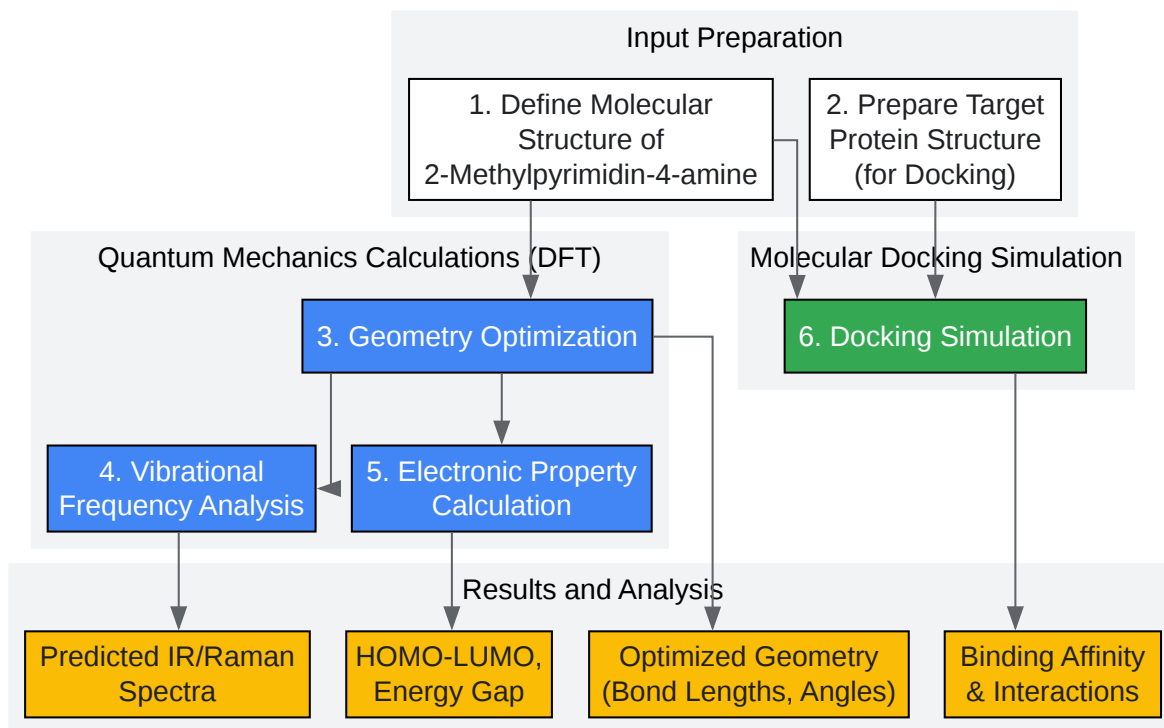 Input Preparation
1. Define Molecular
Structure of
2-Methylpyrimidin-4-amine
2. Prepare Target
Protein Structure
(for Docking)
Quantum Mechanics Calculations (DFT)
Molecular Docking Simulation
3. Geometry Optimization
6. Docking Simulation
4. Vibrational
Frequency Analysis
5. Electronic Property
Calculation
Results and Analysis
Predicted IR/Raman
Spectra
HOMO-LUMO,
Energy Gap
Optimized Geometry
(Bond Lengths, Angles)
Binding Affinity
& Interactions